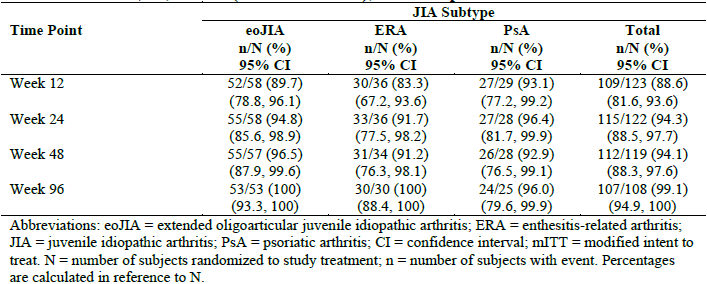 JIA Subtype
Time Point eoJIA ERA PsA Total
n/N (%) n/N (%) n/N (%) n/N (%)
95% CI 95% CI 95% CI 95% CI
Week 12 52/58 (89.7) 30/36 (83.3) 27/29 (93.1) 109/123 (88.6)
(78.8, 96.1) (67.2, 93.6) (77.2, 99.2) (81.6, 93.6)
Week 24 55/58 (94.8) 33/36 (91.7) 27/28 (96.4) 115/122 (94.3)
(85.6, 98.9) (77.5, 98.2) (81.7, 99.9) (88.5, 97.7)
Week 48 55/57 (96.5) 31/34 (91.2) 26/28 (92.9) 112/119 (94.1)
(87.9, 99.6) (76.3, 98.1) (76.5, 99.1) (88.3, 97.6)
Week 96 53/53 (100) 30/30 (100) 24/25 (96.0) 107/108 (99.1)
(93.3, 100) (88.4, 100) (79.6, 99.9) (94.9, 100)
Abbreviations: eoJIA = extended oligoarticular juvenile idiopathic arthritis; ERA = enthesitis-related arthritis;
JIA = juvenile idiopathic arthritis; PsA = psoriatic arthritis; CI = confidence interval; mITT = modified intent to
treat. N = number of subjects randomized to study treatment; n = number of subjects with event. Percentages
are calculated in reference to N.